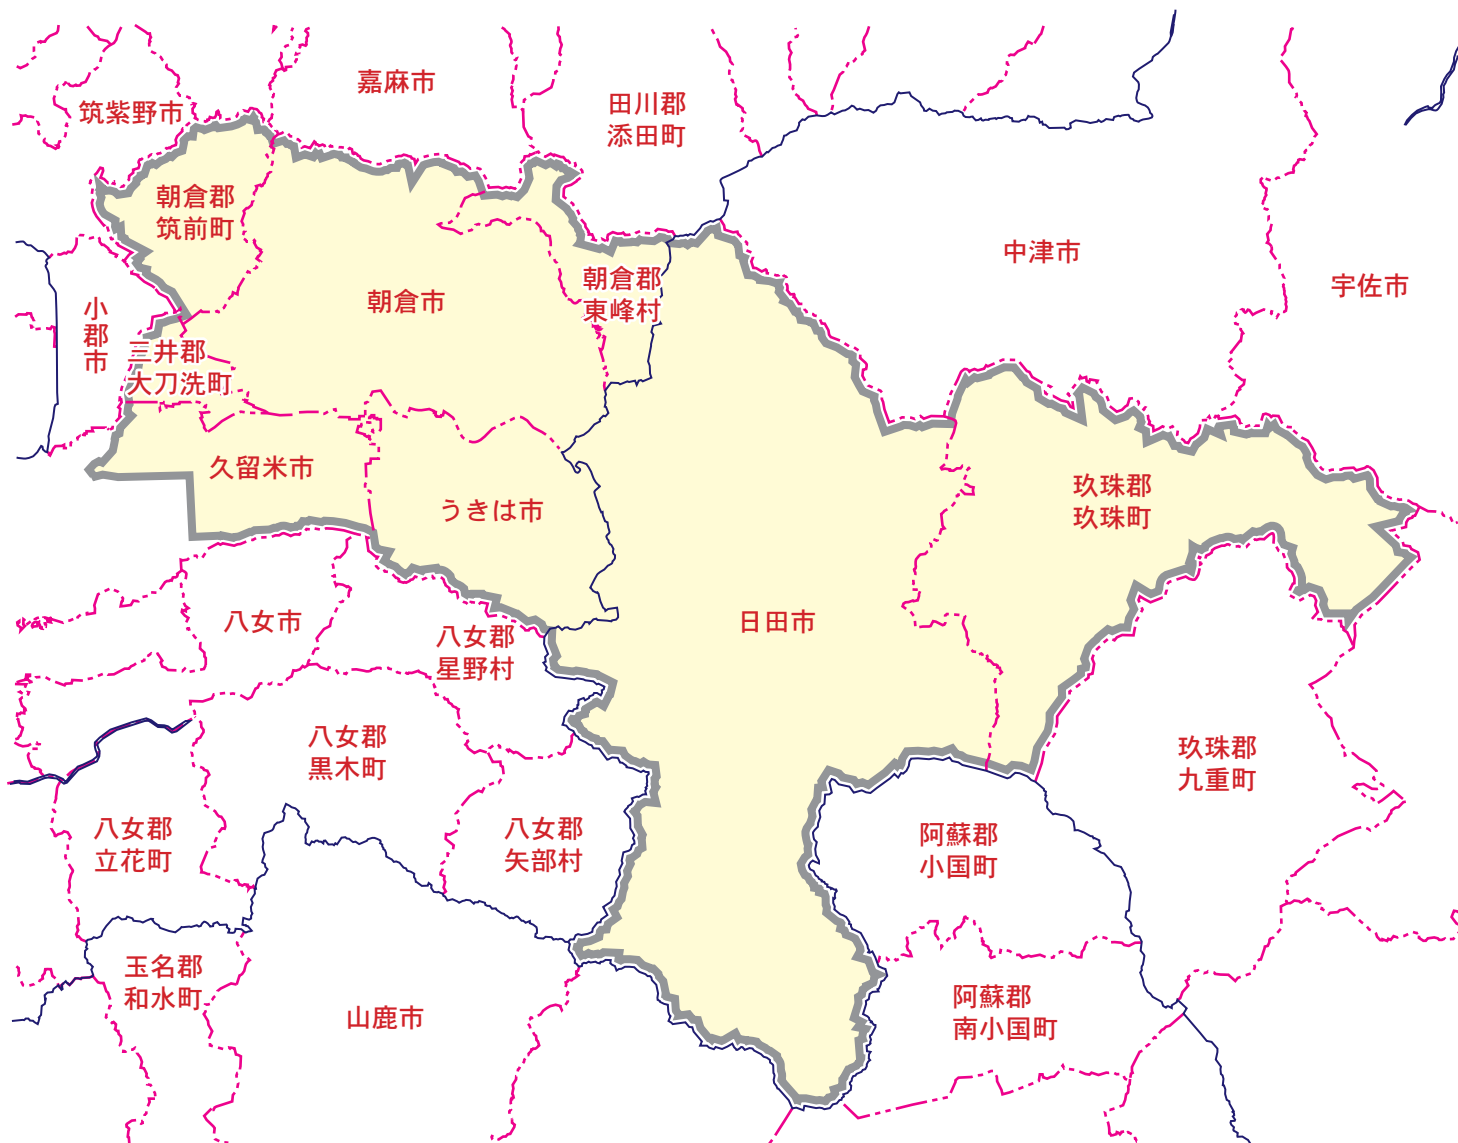 嘉麻市
筑紫野市
田川郡
添田町
朝倉郡
筑前町
中津市
宇佐市
朝倉郡
東峰村
朝倉市
小郡市
三井郡
大刀洗町
久留米市
うきは市
玖珠郡
玖珠町
八女市
八女郡
星野村
日田市
八女郡
黒木町
玖珠郡
九重町
八女郡
立花町
八女郡
矢部村
阿蘇郡
小国町
玉名郡
和水町
山鹿市
阿蘇郡
南小国町